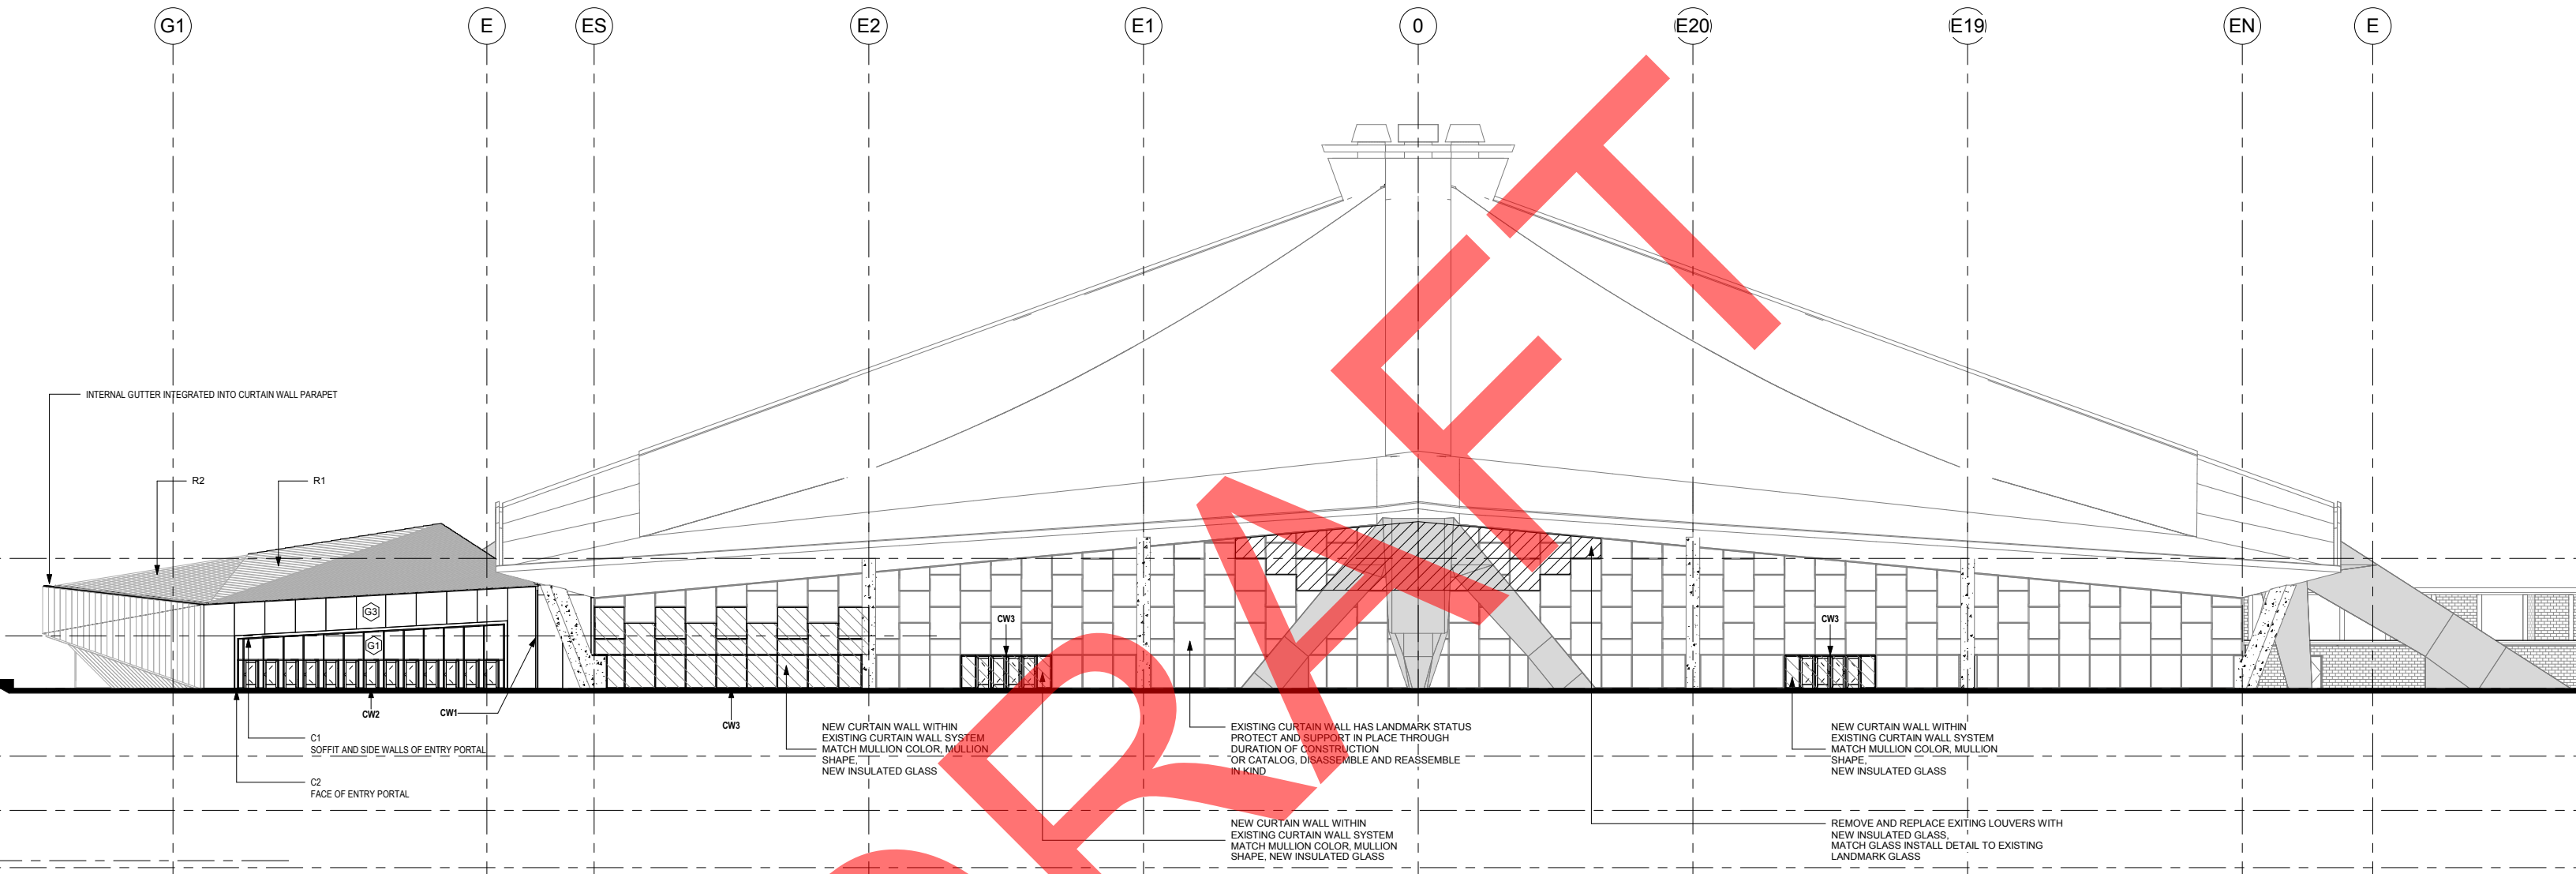 G1
E
ES
E2
E1
0
E20
E19
EN
E
INTERNAL GUTTER INTEGRATED INTO CURTAIN WALL PARAPET
R2
R1
G3
G1
CW3
CW3
CW2
CW1
CW3
C1
SOFFIT AND SIDE WALLS OF ENTRY PORTAL
C2
FACE OF ENTRY PORTAL
NEW CURTAIN WALL WITHIN
EXISTING CURTAIN WALL SYSTEM
MATCH MULLION COLOR, MULLION
SHAPE,
NEW INSULATED GLASS
EXISTING CURTAIN WALL HAS LANDMARK STATUS
PROTECT AND SUPPORT IN PLACE THROUGH
DURATION OF CONSTRUCTION
OR CATALOG, DISASSEMBLE AND REASSEMBLE
IN KIND
NEW CURTAIN WALL WITHIN
EXISTING CURTAIN WALL SYSTEM
MATCH MULLION COLOR, MULLION
SHAPE,
NEW INSULATED GLASS
NEW CURTAIN WALL WITHIN
EXISTING CURTAIN WALL SYSTEM
MATCH MULLION COLOR, MULLION
SHAPE, NEW INSULATED GLASS
REMOVE AND REPLACE EXITING LOUVERS WITH
NEW INSULATED GLASS,
MATCH GLASS INSTALL DETAIL TO EXISTING
LANDMARK GLASS
DRAFT